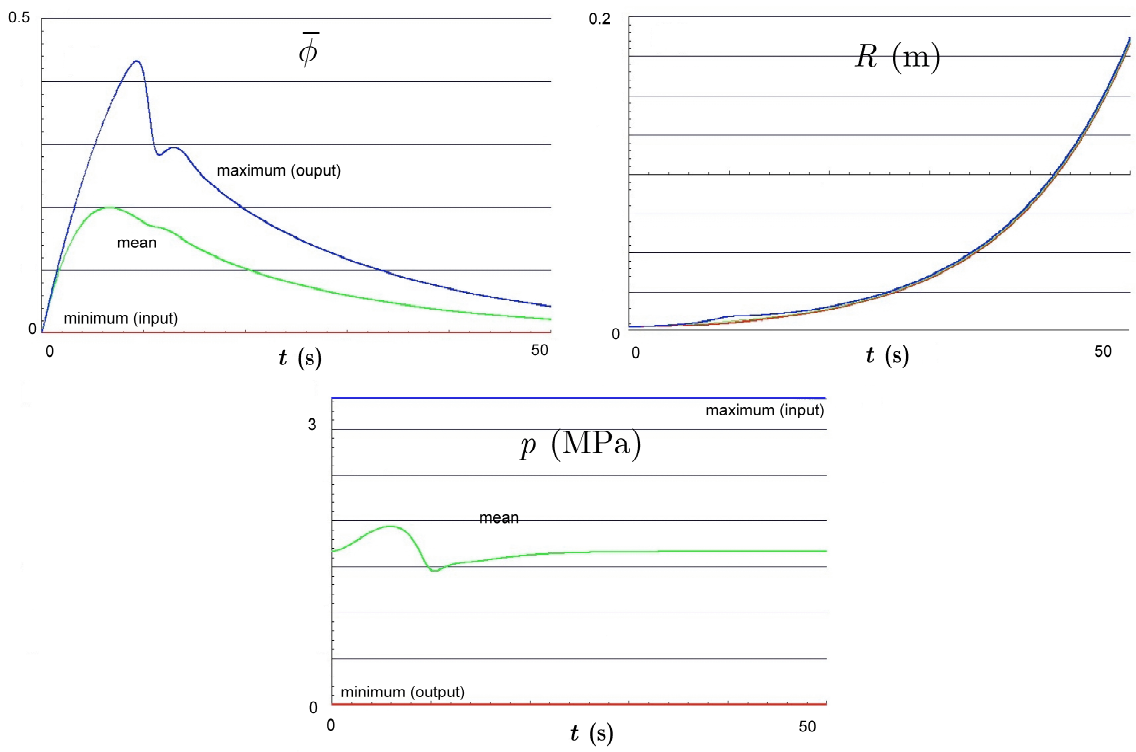 0.5
ϕ̅
maximum (ouput)
mean
minimum (input)
0
0
50
t (s)
0.2
R (m)
0
0
50
t (s)
maximum (input)
3
p (MPa)
mean
minimum (output)
0
0
50
t (s)